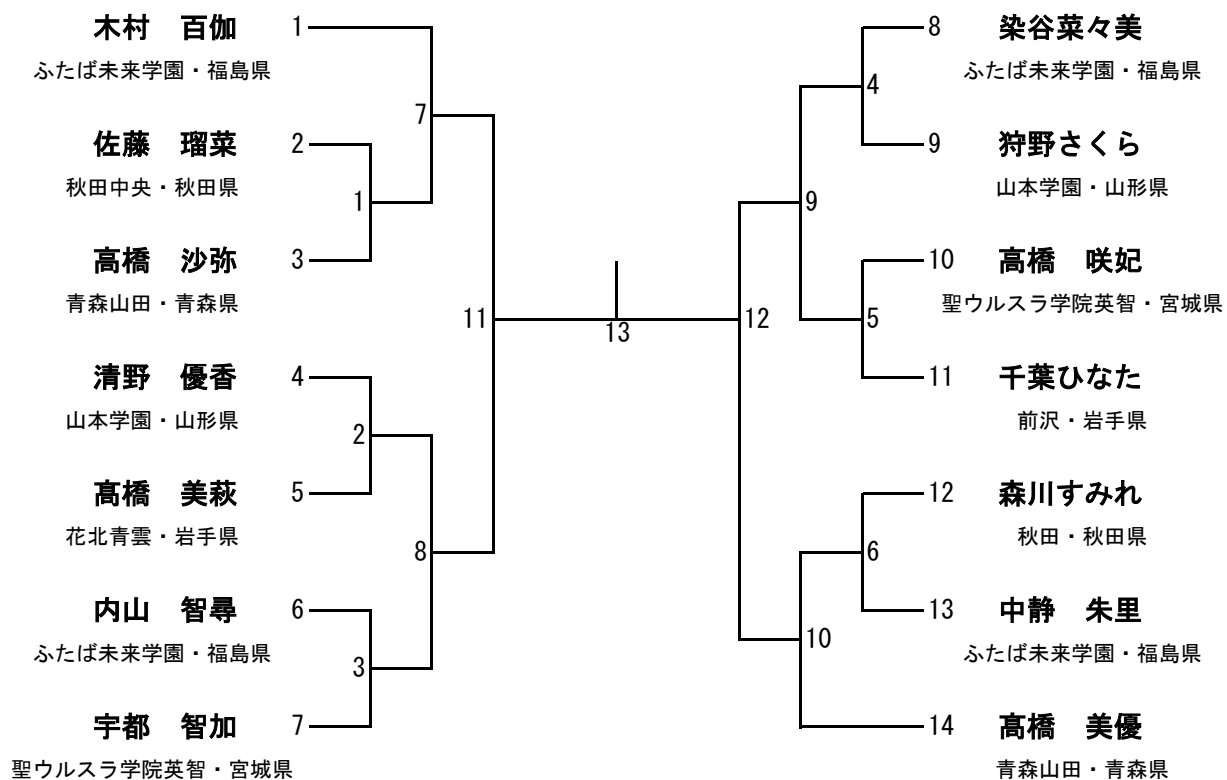 木村　百伽 1
ふたば未来学園・福島県
佐藤　瑠菜 2
秋田中央・秋田県
高橋　沙弥 3
青森山田・青森県
清野　優香 4
山本学園・山形県
髙橋　美萩 5
花北青雲・岩手県
内山　智尋 6
ふたば未来学園・福島県
宇都　智加 7
聖ウルスラ学院英智・宮城県
7
1
11
2
8
3
13
12
4
9
5
6
10
8 染谷菜々美
ふたば未来学園・福島県
9 狩野さくら
山本学園・山形県
10 高橋　咲妃
聖ウルスラ学院英智・宮城県
11 千葉ひなた
前沢・岩手県
12 森川すみれ
秋田・秋田県
13 中静　朱里
ふたば未来学園・福島県
14 髙橋　美優
青森山田・青森県